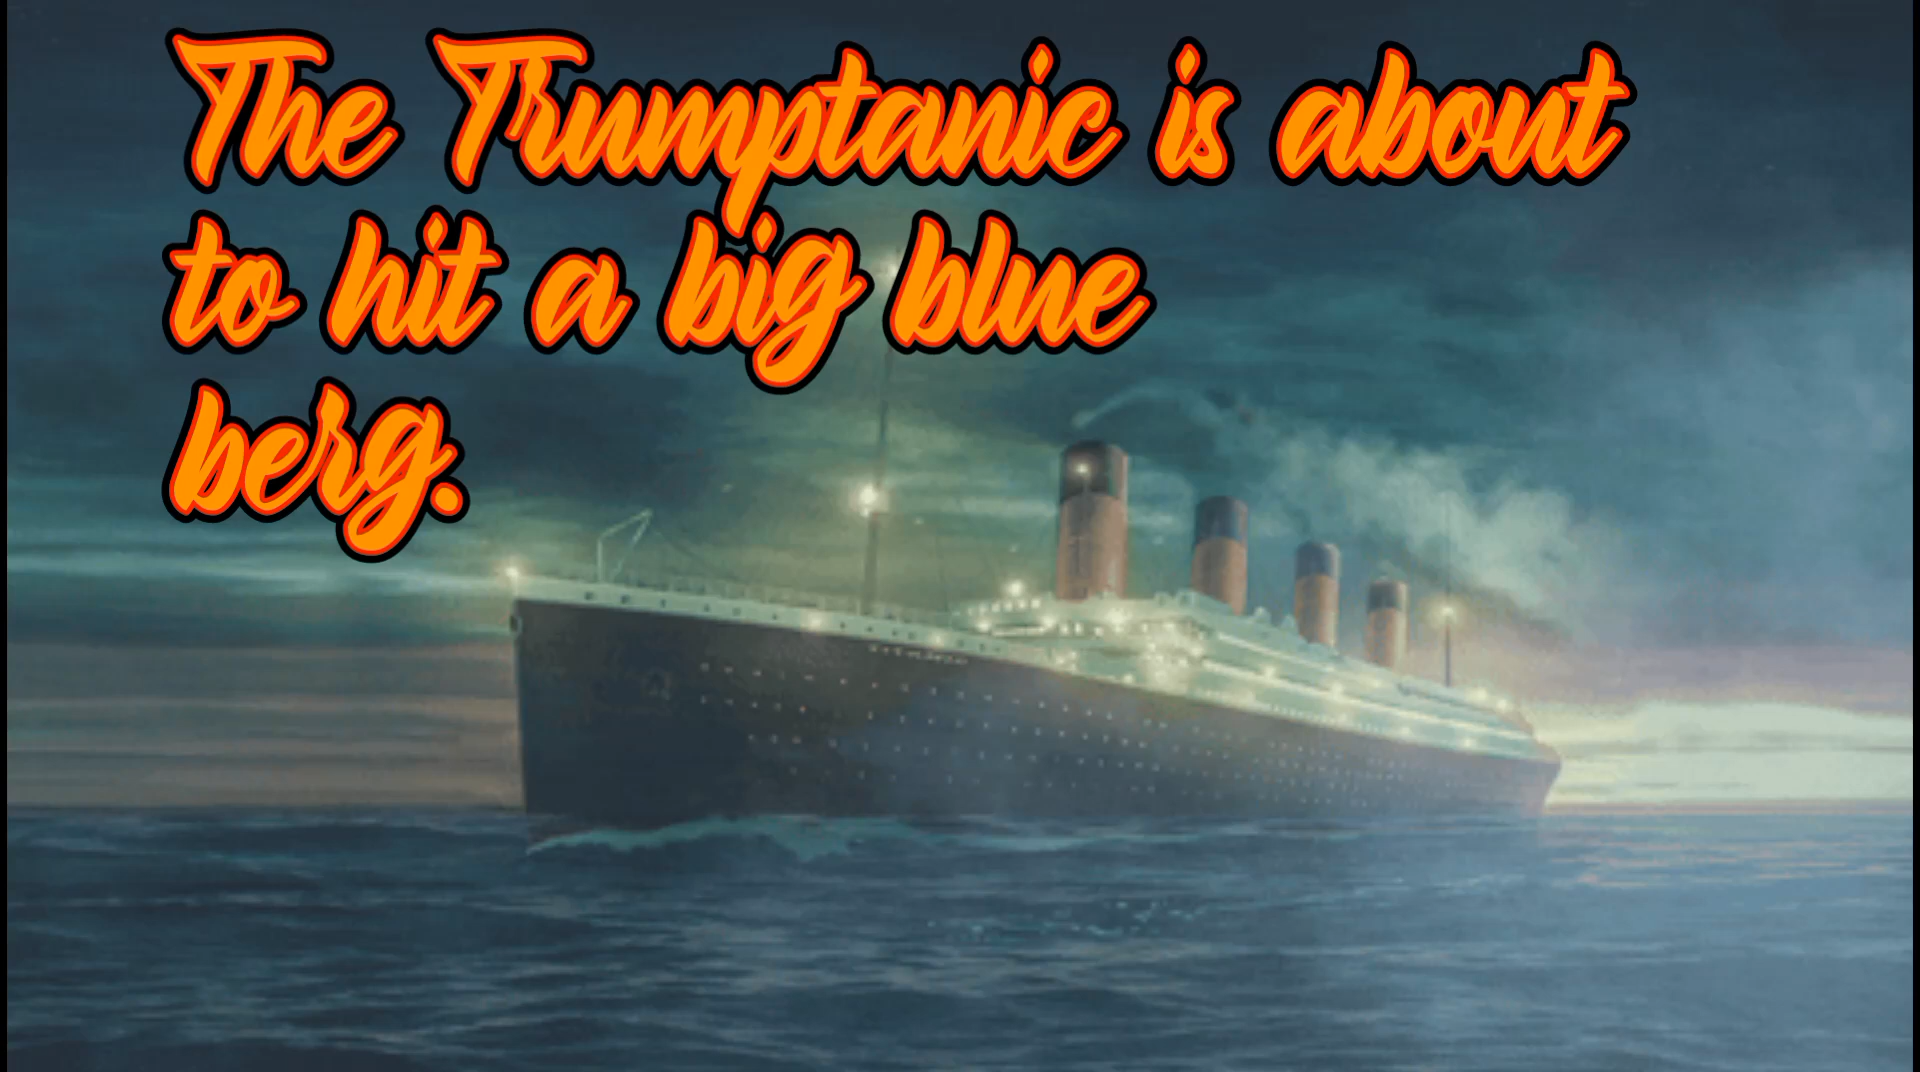 The Trumptanic is about
to hit a big blue
berg.